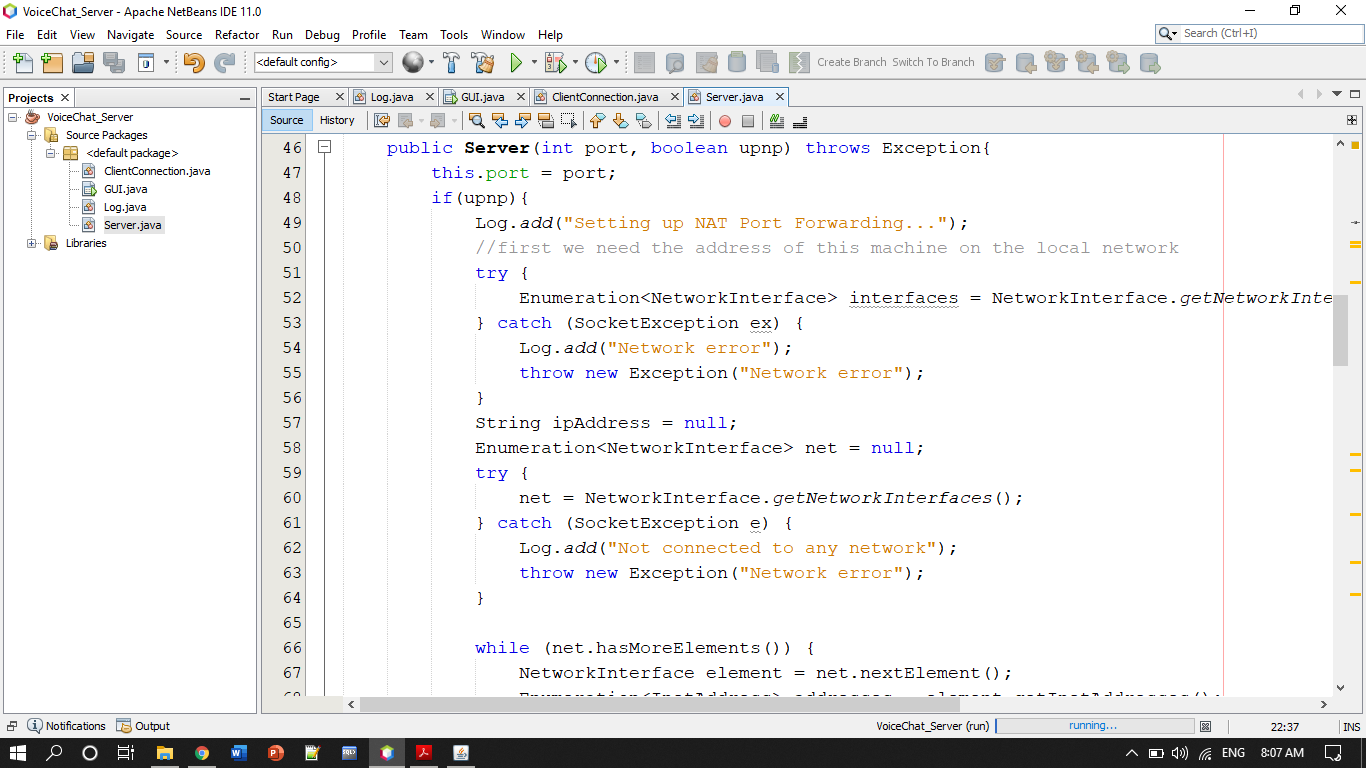 VoiceChat_Server - Apache NetBeans IDE 11.0
File Edit View Navigate Source Refactor Run Debug Profile Team Tools Window Help
Search (Ctrl+I)
<default config>
Create Branch Switch To Branch
Projects
Start Page Log.java GUI.java ClientConnection.java Server.java
Source History
VoiceChat_Server
Source Packages
<default package>
ClientConnection.java
GUI.java
Log.java
Server.java
Libraries
46 public Server(int port, boolean upnp) throws Exception{
47 this.port = port;
48 if(upnp){
49 Log.add("Setting up NAT Port Forwarding...");
50 //first we need the address of this machine on the local network
51 try {
52 Enumeration<NetworkInterface> interfaces = NetworkInterface.getNetworkInte
53 } catch (SocketException ex) {
54 Log.add("Network error");
55 throw new Exception("Network error");
56 }
57 String ipAddress = null;
58 Enumeration<NetworkInterface> net = null;
59 try {
60 net = NetworkInterface.getNetworkInterfaces();
61 } catch (SocketException e) {
62 Log.add("Not connected to any network");
63 throw new Exception("Network error");
64 }
65
66 while (net.hasMoreElements()) {
67 NetworkInterface element = net.nextElement();
Notifications Output
VoiceChat_Server (run) running... 22:37 INS
ENG 8:07 AM